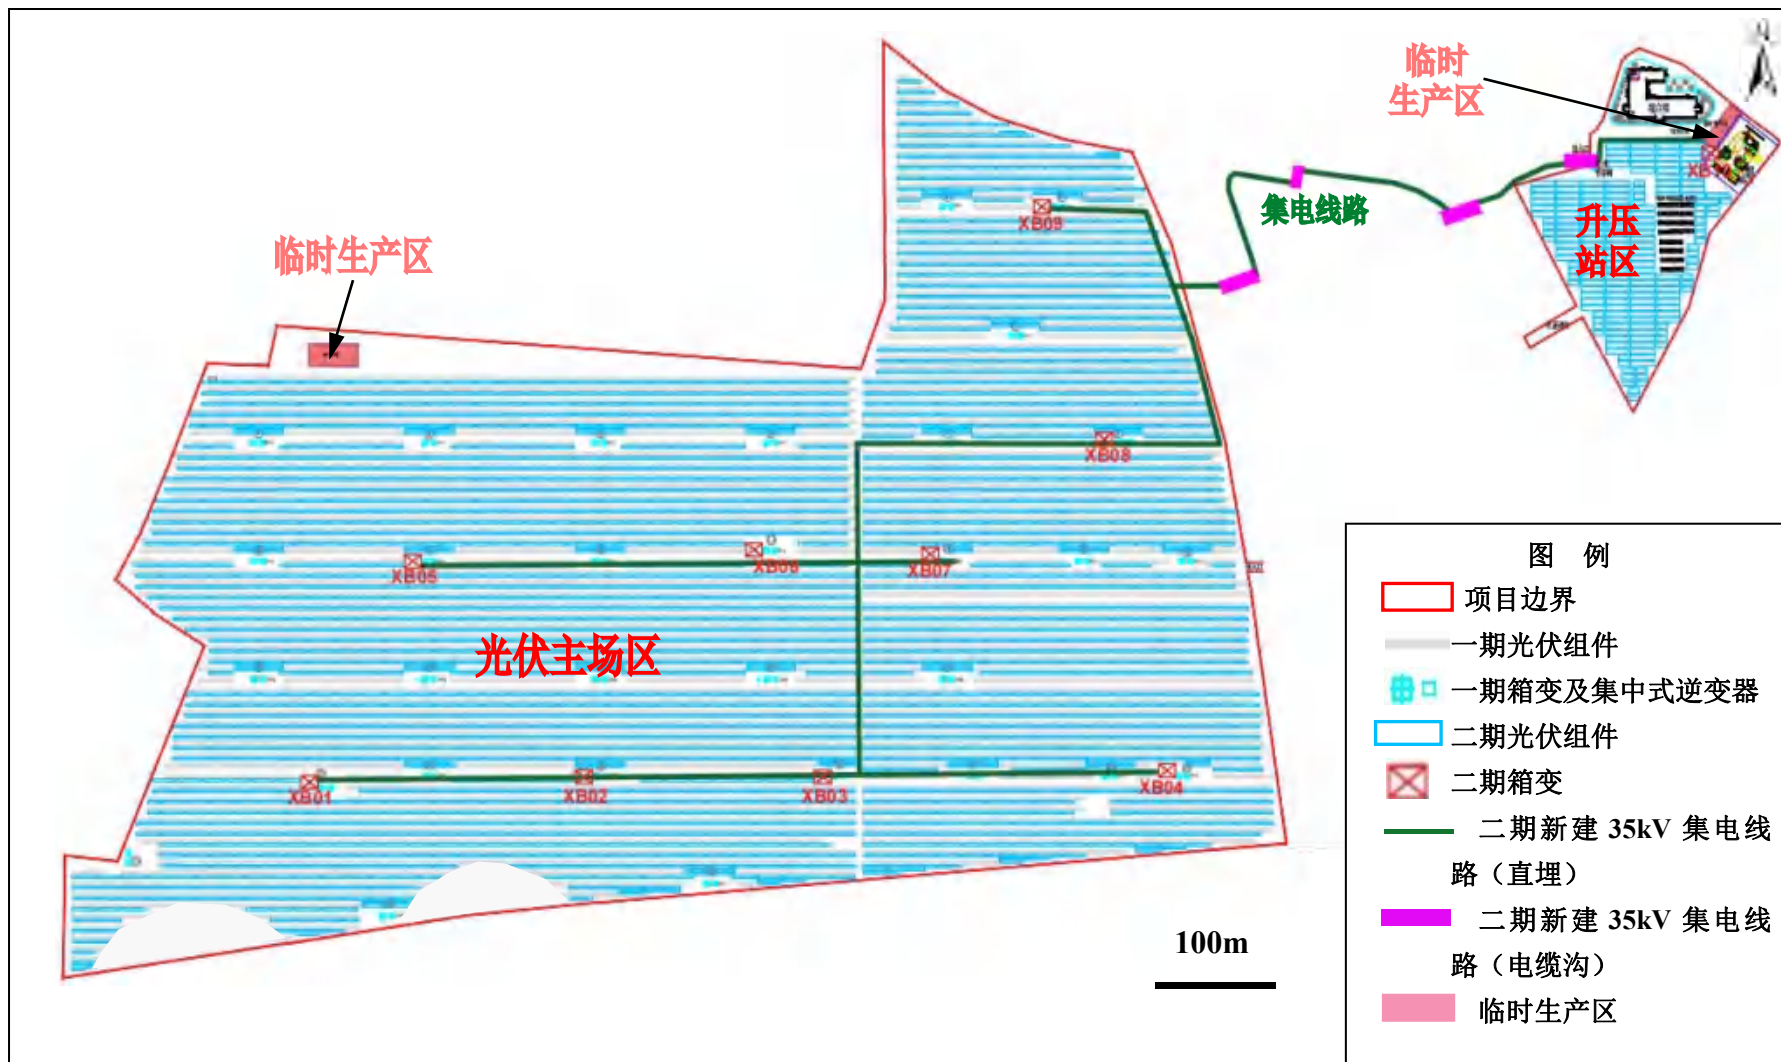 临时
生产区
集电线路
升压
站区
临时生产区
XB09
XB08
XB05
XB06
XB07
光伏主场区
XB01
XB02
XB03
XB04
100m
图 例
项目边界
一期光伏组件
一期箱变及集中式逆变器
二期光伏组件
二期箱变
二期新建 35kV 集电线
路（直埋）
二期新建 35kV 集电线
路（电缆沟）
临时生产区